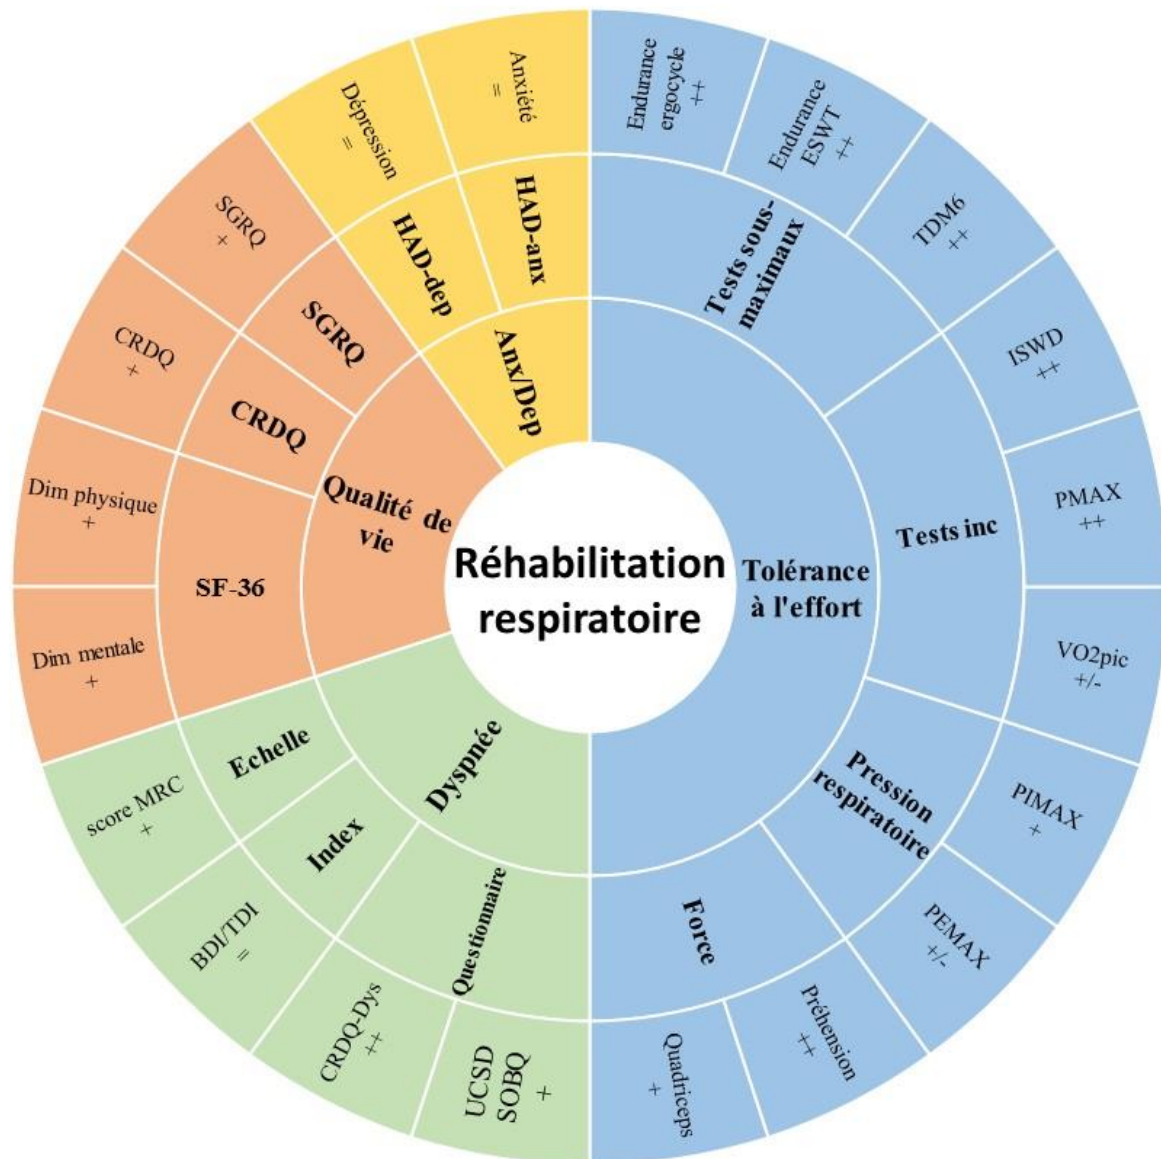 Réhabilitation
respiratoire
Tolérance
à l'effort
Tests sous-
maximaux
Endurance
ergocycle
++
Endurance
ESWT
++
TDM6
++
Tests inc
ISWD
++
PMAX
++
VO2pic
+/-
Pression
respiratoire
PIMAX
+
PEMAX
+/-
Force
Préhension
++
Quadriceps
+
Dyspnée
Questionnaire
UCSD
SOBQ
+
CRDQ-Dys
++
Index
BDI/TDI
=
Echelle
score MRC
+
Qualité de
vie
SF-36
Dim mentale
+
Dim physique
+
CRDQ
CRDQ
+
SGRQ
SGRQ
+
Anx/Dep
HAD-dep
Dépression
=
HAD-anx
Anxiété
=